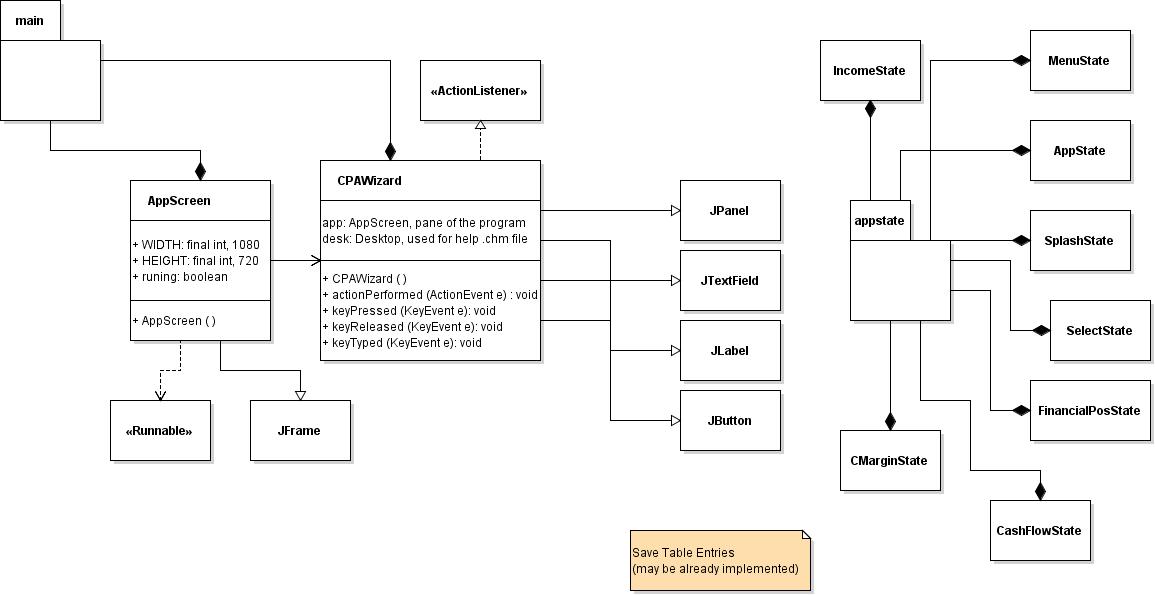 main
«ActionListener»
AppScreen
+ WIDTH: final int, 1080
+ HEIGHT: final int, 720
+ runing: boolean
+ AppScreen ( )
CPAWizard
app: AppScreen, pane of the program
desk: Desktop, used for help .chm file
+ CPAWizard ( )
+ actionPerformed (ActionEvent e) : void
+ keyPressed (KeyEvent e): void
+ keyReleased (KeyEvent e): void
+ keyTyped (KeyEvent e): void
«Runnable»
JFrame
JPanel
JTextField
JLabel
JButton
IncomeState
MenuState
AppState
appstate
SplashState
SelectState
FinancialPosState
CMarginState
CashFlowState
Save Table Entries
(may be already implemented)